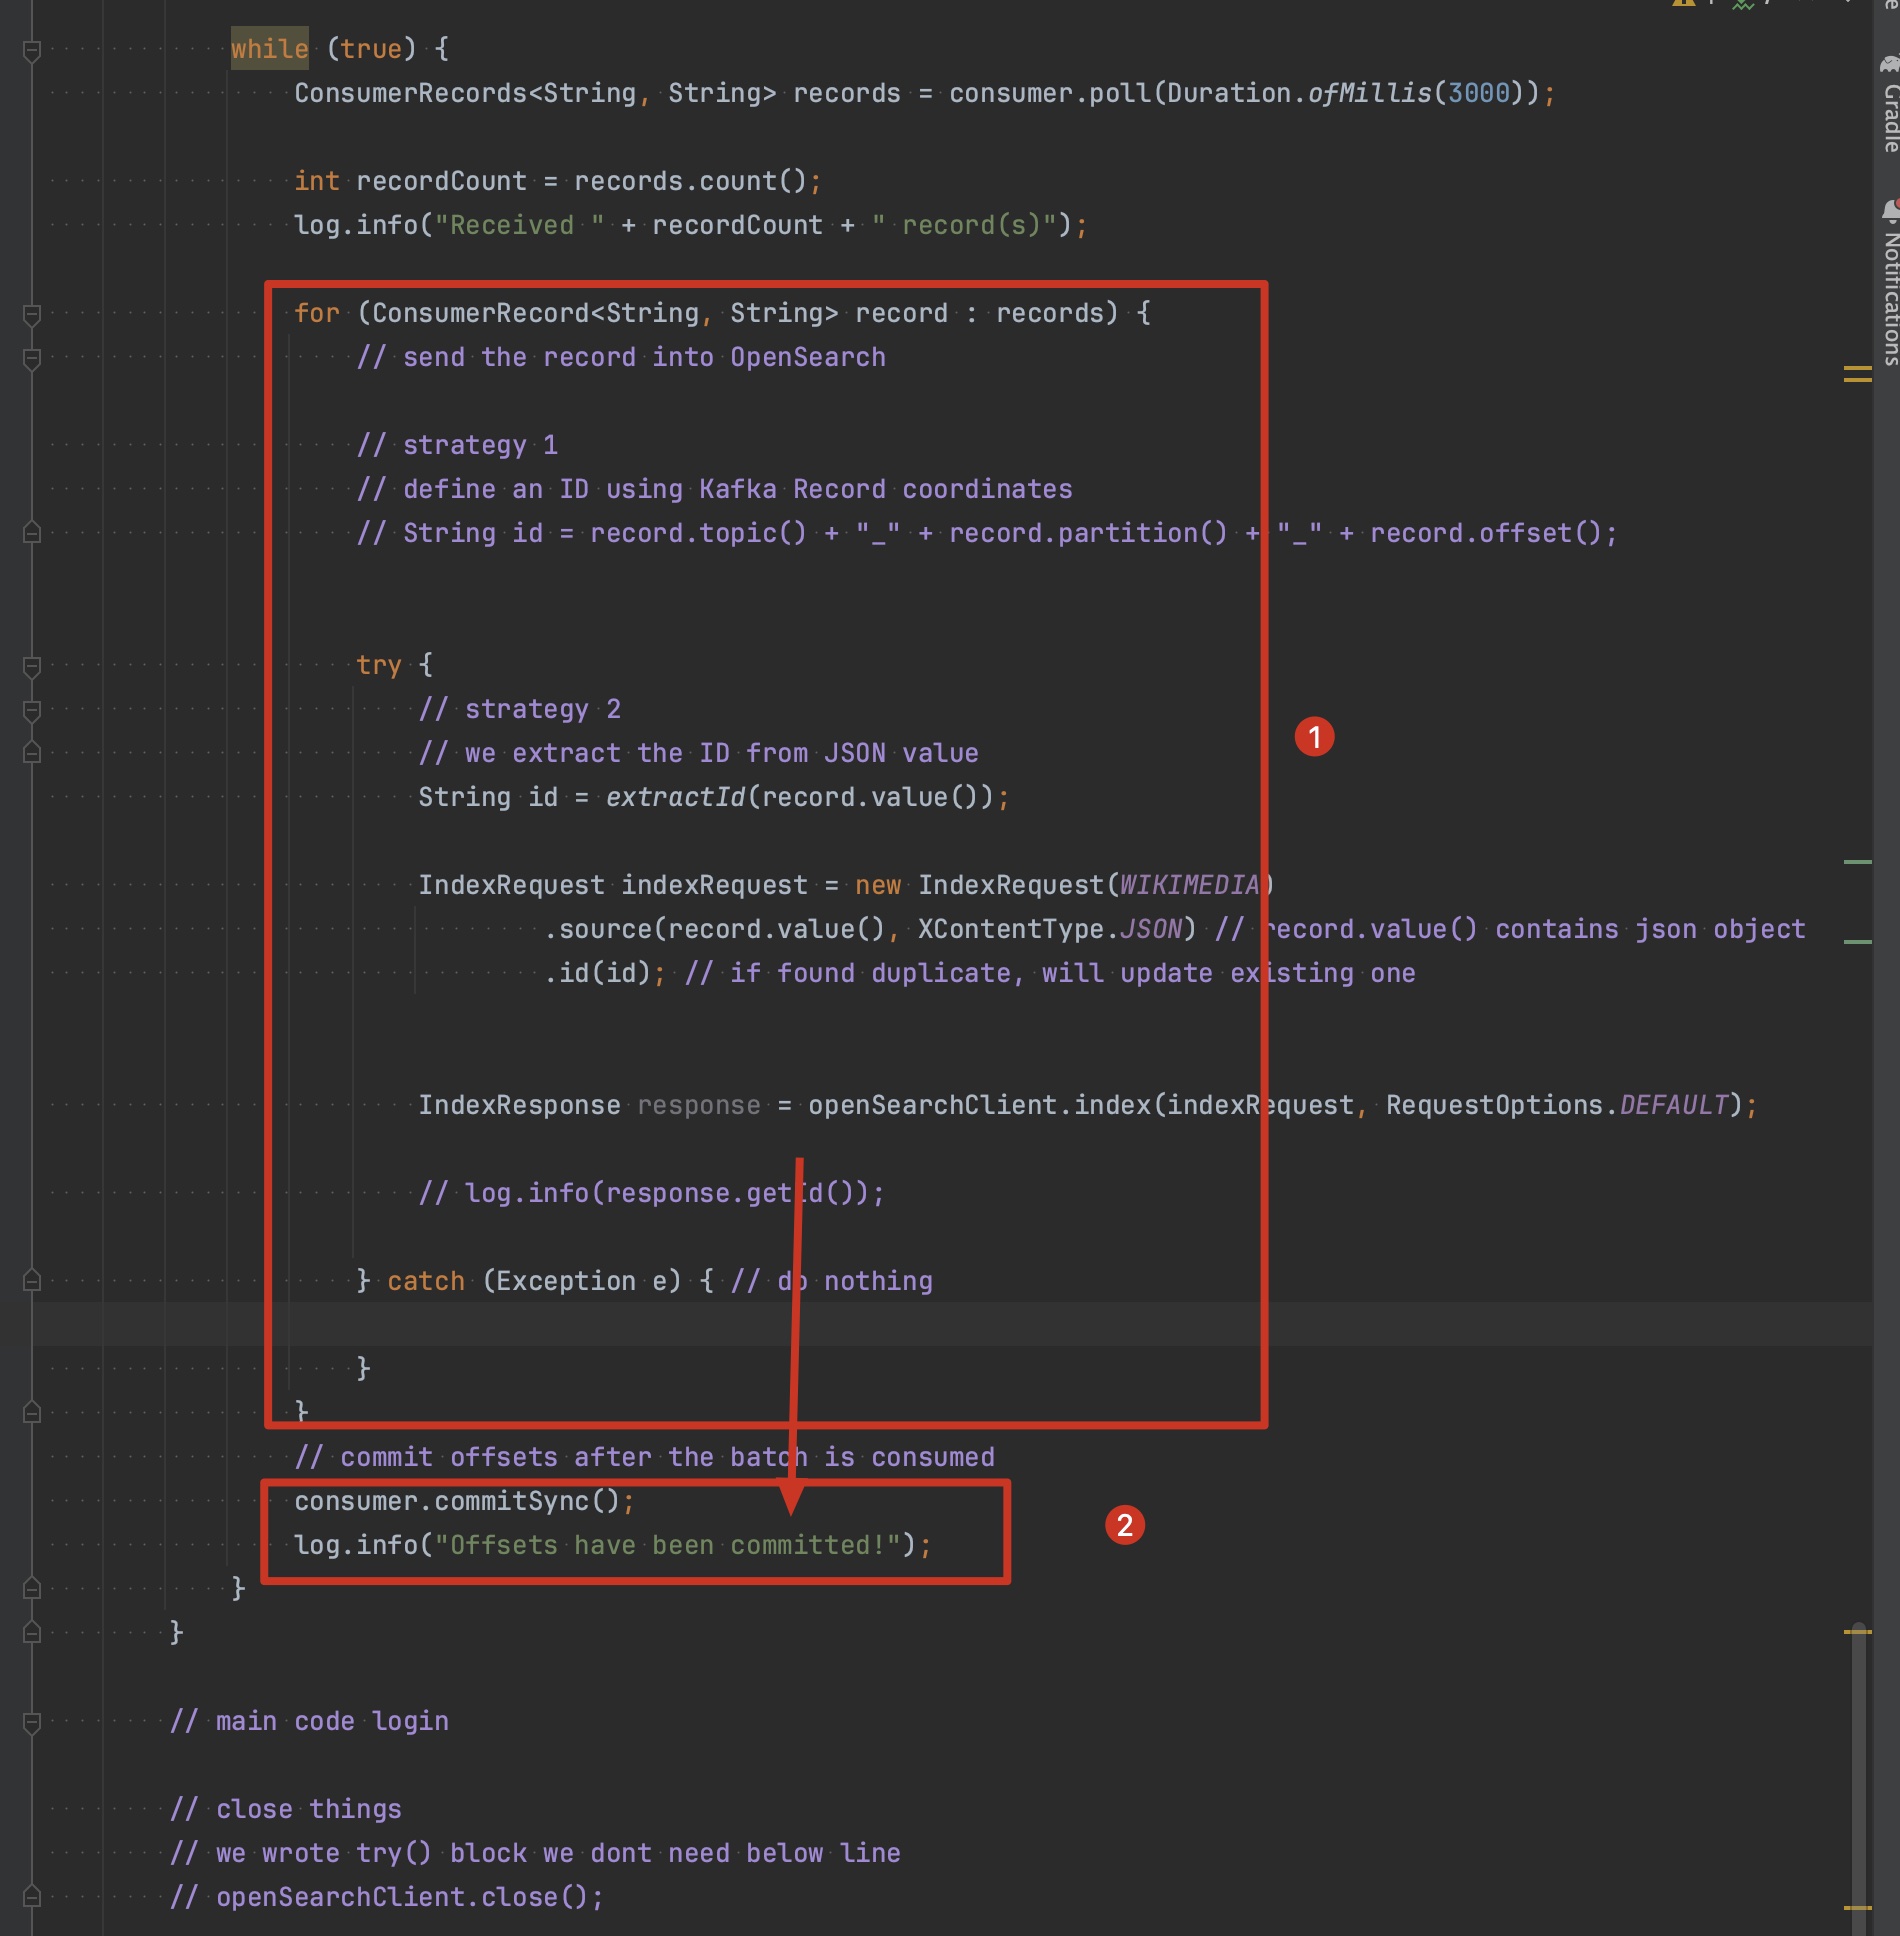 while (true) {
ConsumerRecords<String, String> records = consumer.poll(Duration.ofMillis(3000));
int recordCount = records.count();
log.info("Received " + recordCount + " record(s)");
for (ConsumerRecord<String, String> record : records) {
// send the record into OpenSearch
// strategy 1
// define an ID using Kafka Record coordinates
// String id = record.topic() + "_" + record.partition() + "_" + record.offset();
try {
// strategy 2
// we extract the ID from JSON value
String id = extractId(record.value());
IndexRequest indexRequest = new IndexRequest(WIKIMEDIA)
.source(record.value(), XContentType.JSON) // record.value() contains json object
.id(id); // if found duplicate, will update existing one
IndexResponse response = openSearchClient.index(indexRequest, RequestOptions.DEFAULT);
// log.info(response.getId());
} catch (Exception e) { // do nothing
}
}
// commit offsets after the batch is consumed
consumer.commitSync();
log.info("Offsets have been committed!");
}
}
// main code login
// close things
// we wrote try() block we dont need below line
// openSearchClient.close();
1
2
Gradle
Notifications